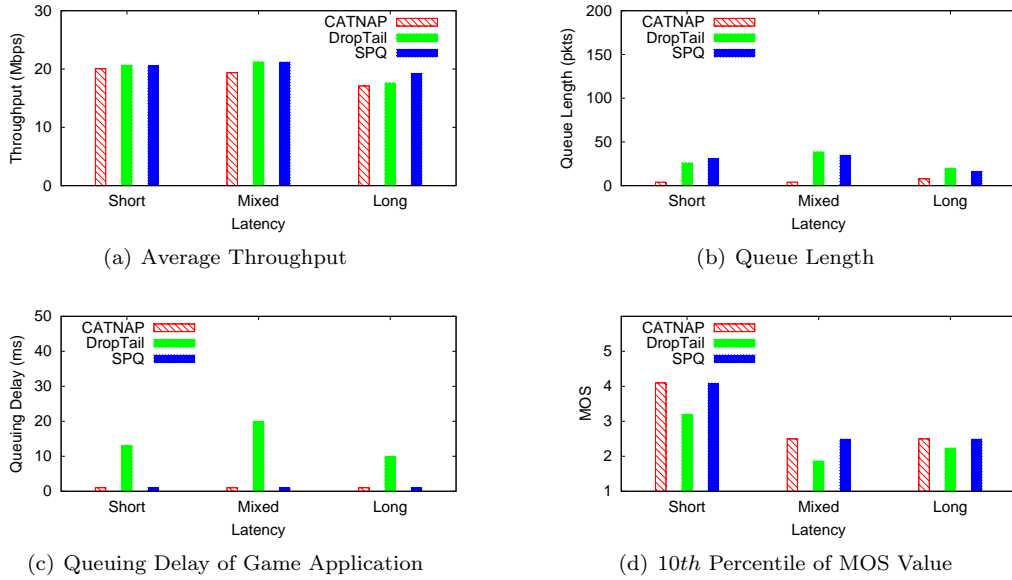 30
20
10
0
Throughput (Mbps)
CATNAP
DropTail
SPQ
Short Mixed Long
Latency
(a) Average Throughput
200
150
100
50
0
Queue Length (pkts)
CATNAP
DropTail
SPQ
Short Mixed Long
Latency
(b) Queue Length
50
40
30
20
10
0
Queuing Delay (ms)
CATNAP
DropTail
SPQ
Short Mixed Long
Latency
(c) Queuing Delay of Game Application
6
5
4
3
2
1
MOS
CATNAP
DropTail
SPQ
Short Mixed Long
Latency
(d) 10th Percentile of MOS Value